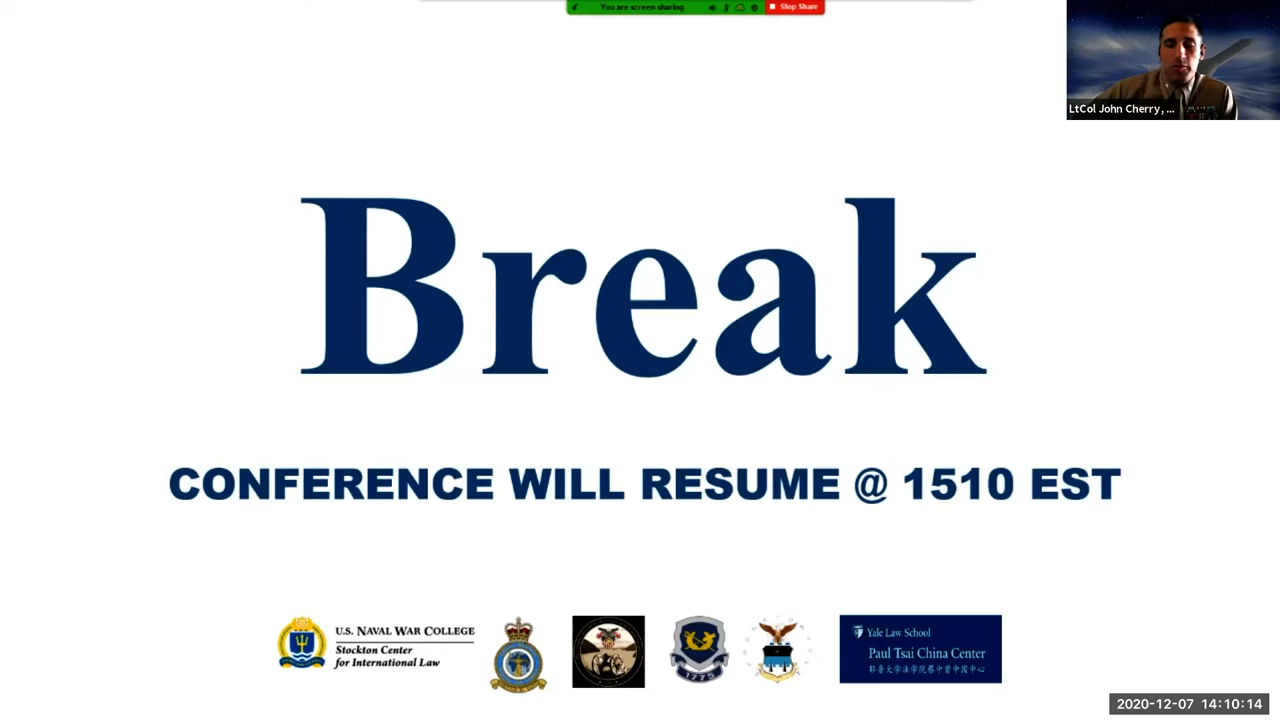 You are screen sharing
Stop Share
LtCol John Cherry, ...
Break
CONFERENCE WILL RESUME @ 1510 EST
U.S. NAVAL WAR COLLEGE
Stockton Center
for International Law
1775
Yale Law School
Paul Tsai China Center
耶鲁大学法学院蔡中曾中国中心
2020-12-07 14:10:14